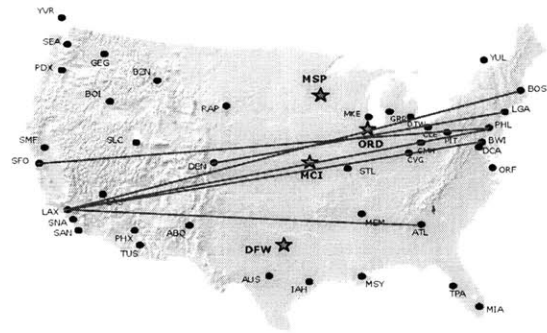 YVR
SEA
GEG
PDX
BZN
BOI
RAP
MSP
YUL
BOS
MKE
GRR
DTW
LGA
CLE
PHL
PIT
BWI
DCA
ORD
CMH
CVG
SMF
SLC
SFO
DEN
MCI
STL
ORF
LAX
SNA
SAN
PHX
TUS
ABQ
MEM
ATL
DFW
AUS
IAH
MSY
TPA
MIA